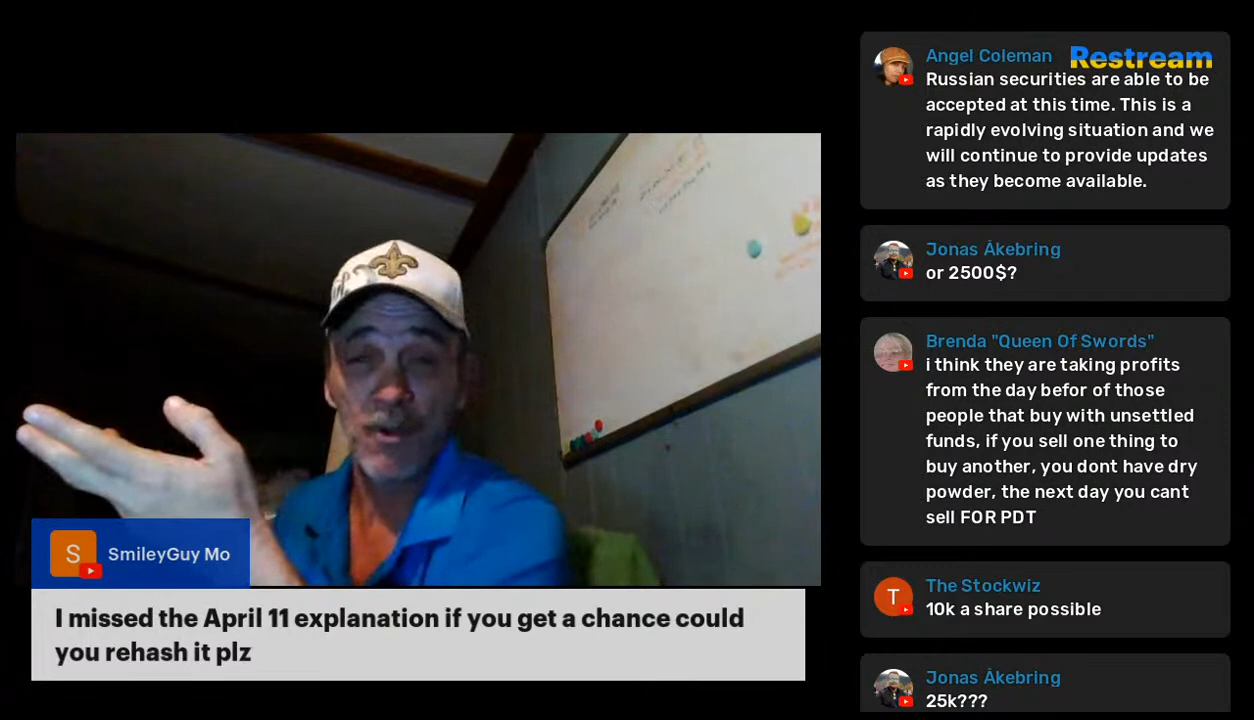 S
SmileyGuy Mo
I missed the April 11 explanation if you get a chance could
you rehash it plz
Restream
Angel Coleman
Russian securities are able to be
accepted at this time. This is a
rapidly evolving situation and we
will continue to provide updates
as they become available.
Jonas Åkebring
or 2500$?
Brenda "Queen Of Swords"
i think they are taking profits
from the day befor of those
people that buy with unsettled
funds, if you sell one thing to
buy another, you dont have dry
powder, the next day you cant
sell FOR PDT
T
The Stockwiz
10k a share possible
Jonas Åkebring
25k???